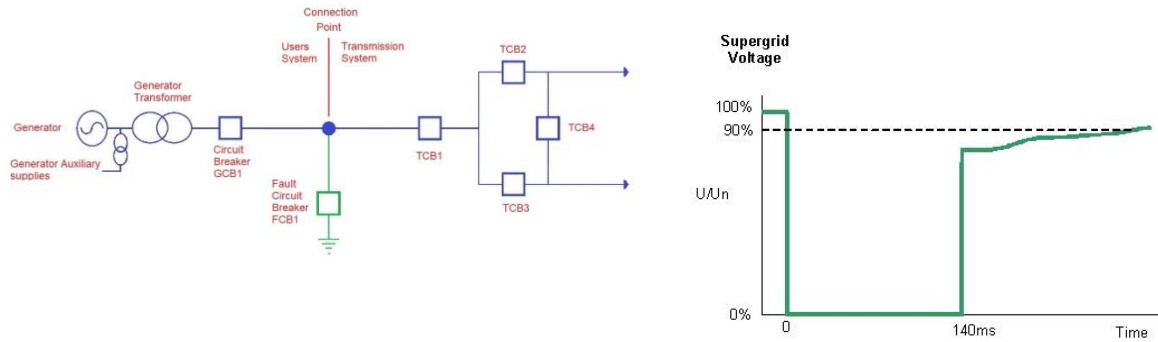 Connection
Point
Users
System
Transmission
System
TCB2
Generator
Transformer
Generator
TCB4
Generator Auxiliary
supplies
Circuit
Breaker
GCB1
TCB1
Fault
Circuit
Breaker
FCB1
TCB3
Supergrid
Voltage
100%
90%
U/Un
0%
0
140ms
Time